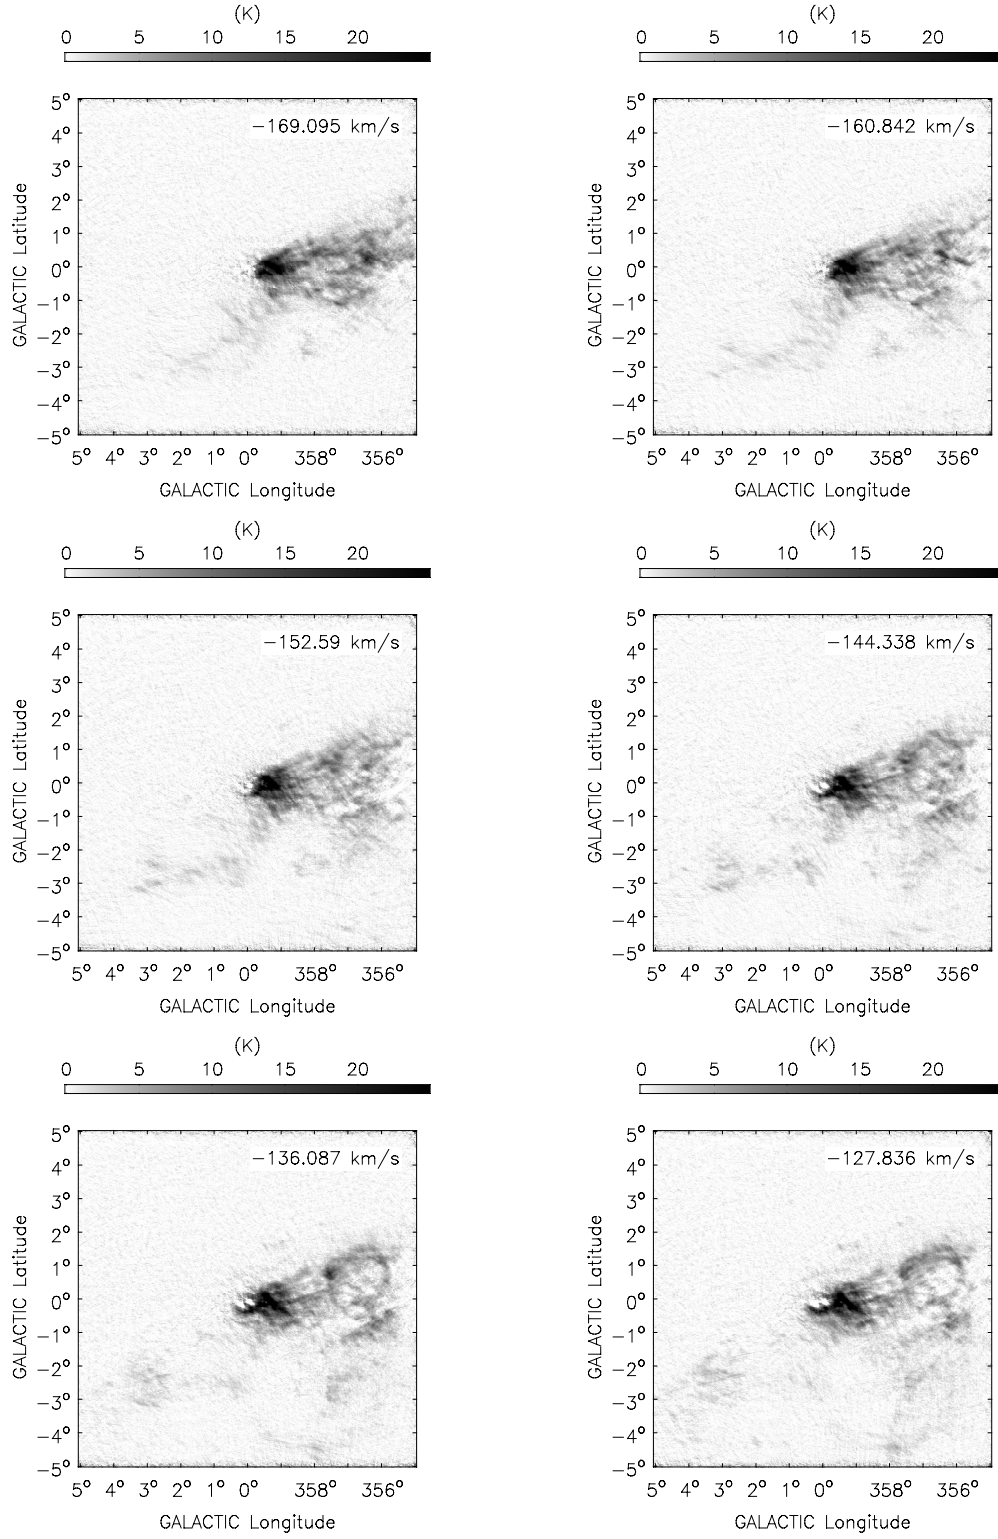 (K) (K)
0 5 10 15 20 0 5 10 15 20
5° 5°
−169.095 km/s −160.842 km/s
4° 4°
3° 3°
2° 2°
1° 1°
0° 0°
−1° −1°
−2° −2°
−3° −3°
−4° −4°
−5° −5°
GALACTIC Latitude GALACTIC Latitude
5° 4° 3° 2° 1° 0° 358° 356° 5° 4° 3° 2° 1° 0° 358° 356°
GALACTIC Longitude GALACTIC Longitude
(K) (K)
0 5 10 15 20 0 5 10 15 20
5° 5°
−152.59 km/s −144.338 km/s
4° 4°
3° 3°
2° 2°
1° 1°
0° 0°
−1° −1°
−2° −2°
−3° −3°
−4° −4°
−5° −5°
GALACTIC Latitude GALACTIC Latitude
5° 4° 3° 2° 1° 0° 358° 356° 5° 4° 3° 2° 1° 0° 358° 356°
GALACTIC Longitude GALACTIC Longitude
(K) (K)
0 5 10 15 20 0 5 10 15 20
5° 5°
−136.087 km/s −127.836 km/s
4° 4°
3° 3°
2° 2°
1° 1°
0° 0°
−1° −1°
−2° −2°
−3° −3°
−4° −4°
−5° −5°
GALACTIC Latitude GALACTIC Latitude
5° 4° 3° 2° 1° 0° 358° 356° 5° 4° 3° 2° 1° 0° 358° 356°
GALACTIC Longitude GALACTIC Longitude